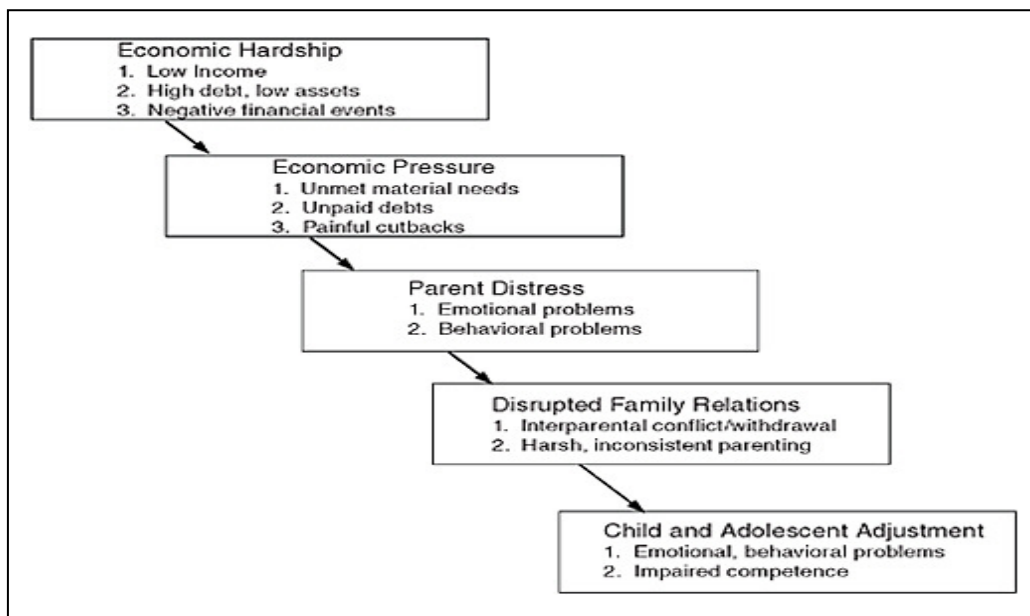 Economic Hardship
1. Low Income
2. High debt, low assets
3. Negative financial events
Economic Pressure
1. Unmet material needs
2. Unpaid debts
3. Painful cutbacks
Parent Distress
1. Emotional problems
2. Behavioral problems
Disrupted Family Relations
1. Interparental conflict/withdrawal
2. Harsh, inconsistent parenting
Child and Adolescent Adjustment
1. Emotional, behavioral problems
2. Impaired competence